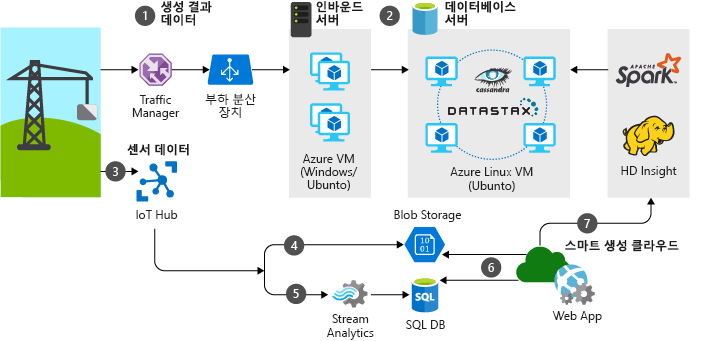 1
생성 결과
데이터
인바운드
서버
2
데이터베이스
서버
Traffic
Manager
부하 분산
장치
Azure VM
(Windows/
Ubunto)
cassandra
DATASTAX
Azure Linux VM
(Ubunto)
APACHE
Spark
HD Insight
센서 데이터
3
IoT Hub
Blob Storage
10
01
7
스마트 생성 클라우드
4
5
6
Stream
Analytics
SQL
SQL DB
Web App